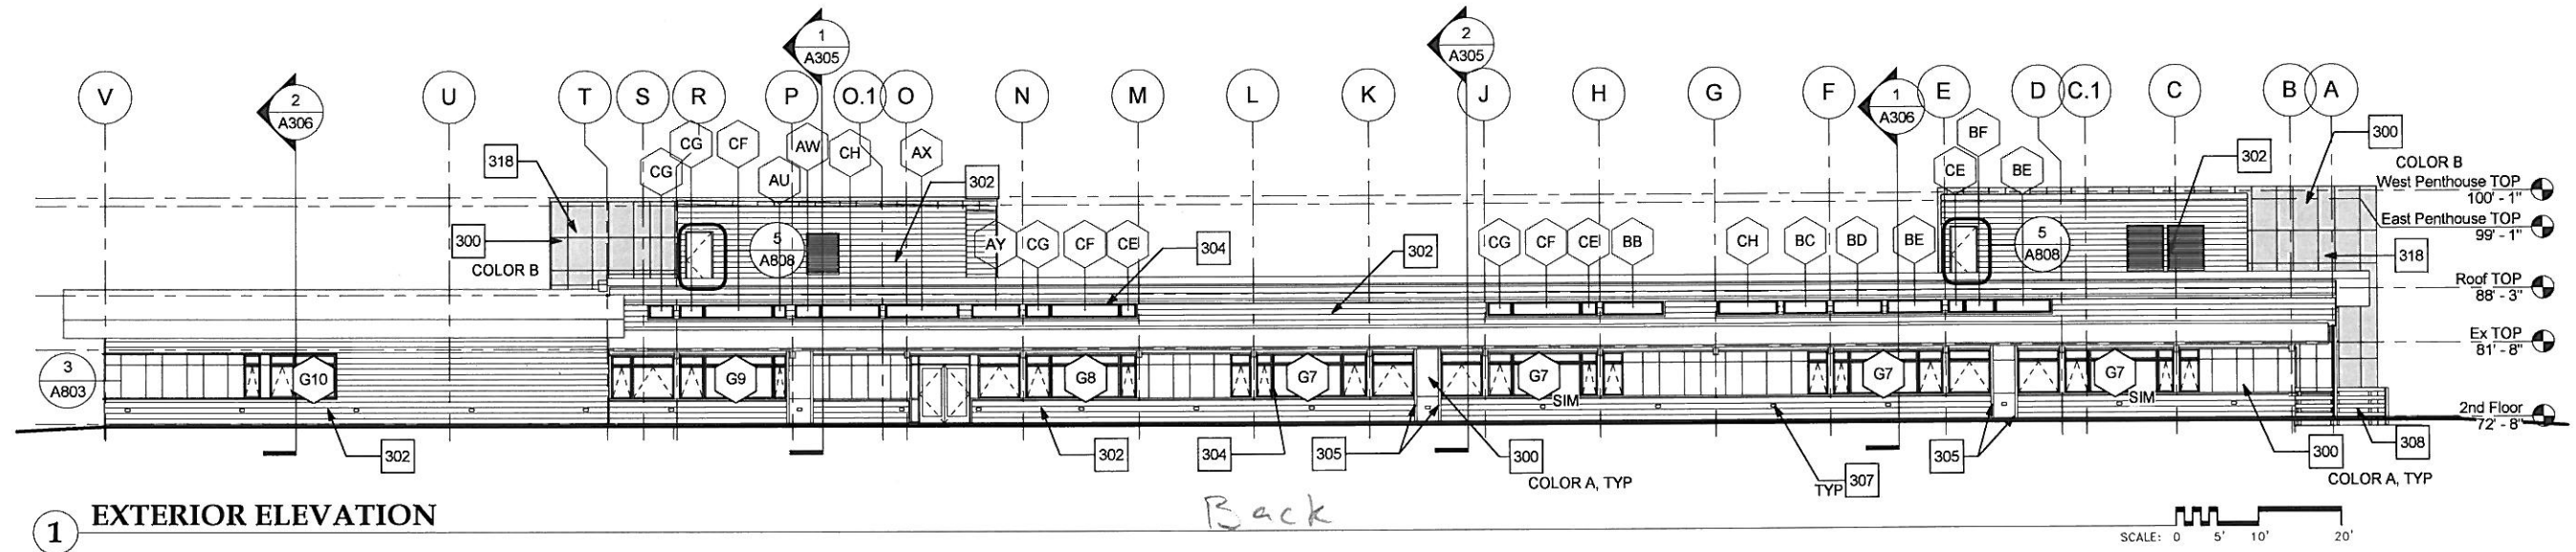 1
A305
2
A305
V
2
A306
U
T
S
R
P
O.1
O
N
M
L
K
J
H
G
F
1
A306
E
D
C.1
C
B
A
CG
CG
CF
AU
AW
CH
AX
CE
BF
BE
318
302
302
300
COLOR B
West Penthouse TOP
100' - 1"
East Penthouse TOP
99' - 1"
300
COLOR B
5
A808
AY
CG
CF
CE
304
302
CG
CF
CE
BB
CH
BC
BD
BE
5
A808
318
Roof TOP
88' - 3"
Ex TOP
81' - 8"
3
A803
G10
G9
G8
G7
G7
SIM
G7
G7
SIM
2nd Floor
72' - 8"
302
302
304
305
300
COLOR A, TYP
TYP
307
305
300
COLOR A, TYP
308
1
EXTERIOR ELEVATION
Back
SCALE: 0 5' 10' 20'